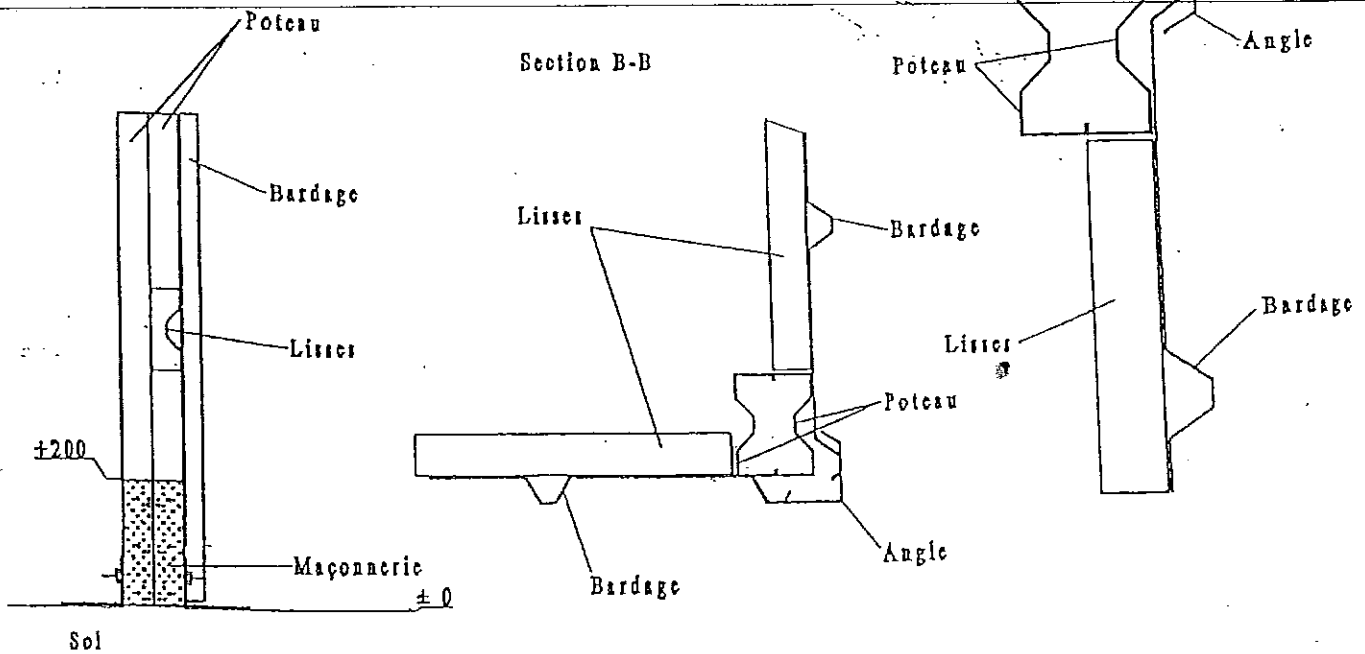 Poteau
Section B-B
Poteau
Angle
Bardage
Lisses
Bardage
Lisses
Bardage
Lisses
Poteau
±200
Angle
Maçonnerie
Bardage
± 0
Sol